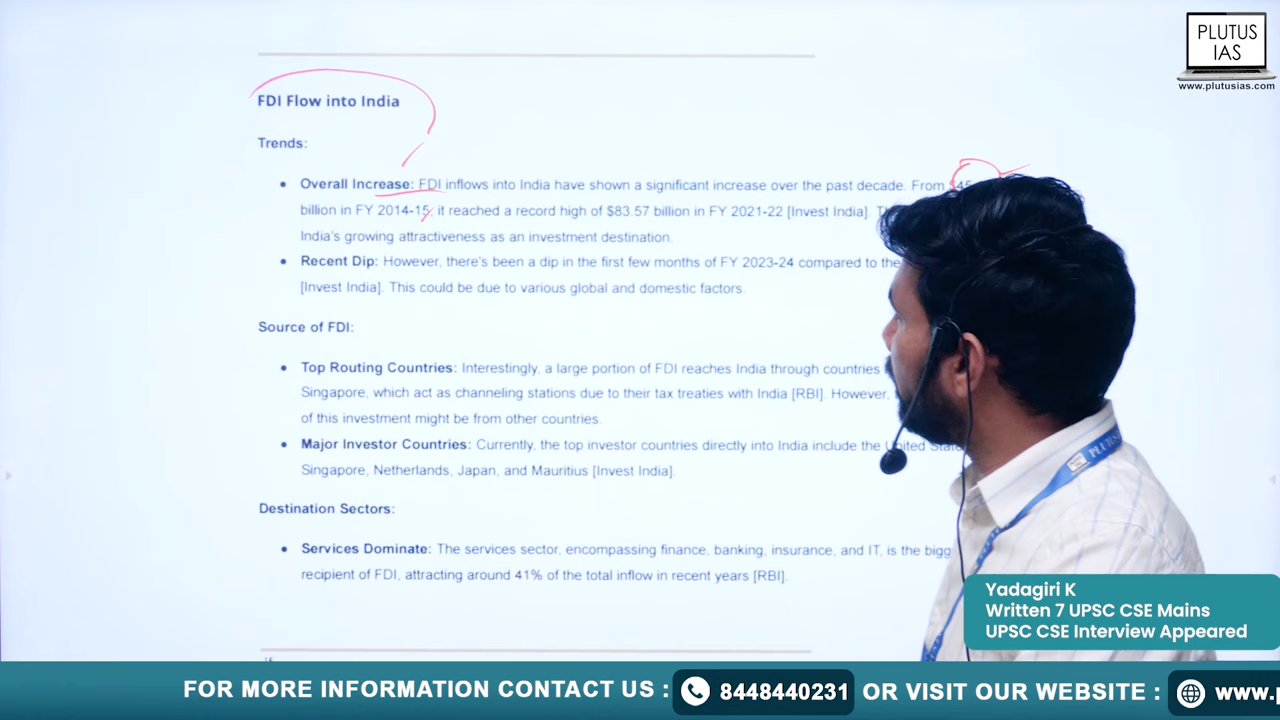 PLUTUS
IAS
www.plutusias.com
FDI Flow into India
Trends:
• Overall Increase: FDI inflows into India have shown a significant increase over the past decade. From
billion in FY 2014-15, it reached a record high of $83.57 billion in FY 2021-22 [Invest India].
India's growing attractiveness as an investment destination.
• Recent Dip: However, there's been a dip in the first few months of FY 2023-24 compared to the
[Invest India]. This could be due to various global and domestic factors.
Source of FDI:
• Top Routing Countries: Interestingly, a large portion of FDI reaches India through countries
Singapore, which act as channeling stations due to their tax treaties with India [RBI]. However,
of this investment might be from other countries.
• Major Investor Countries: Currently, the top investor countries directly into India include the United
Singapore, Netherlands, Japan, and Mauritius [Invest India].
Destination Sectors:
• Services Dominate: The services sector, encompassing finance, banking, insurance, and IT, is the
recipient of FDI, attracting around 41% of the total inflow in recent years [RBI].
Yadagiri K
Written 7 UPSC CSE Mains
UPSC CSE Interview Appeared
FOR MORE INFORMATION CONTACT US : 8448440231 OR VISIT OUR WEBSITE :